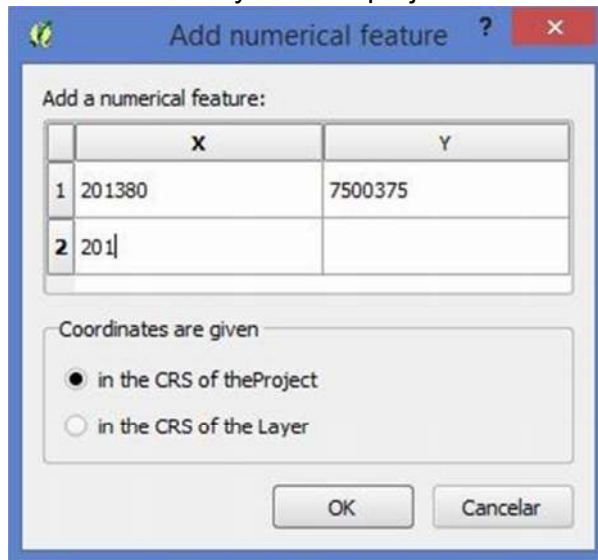 Add numerical feature ? ×
Add a numerical feature:
X Y
1 201380 7500375
2 201
Coordinates are given
in the CRS of theProject
in the CRS of the Layer
OK Cancelar